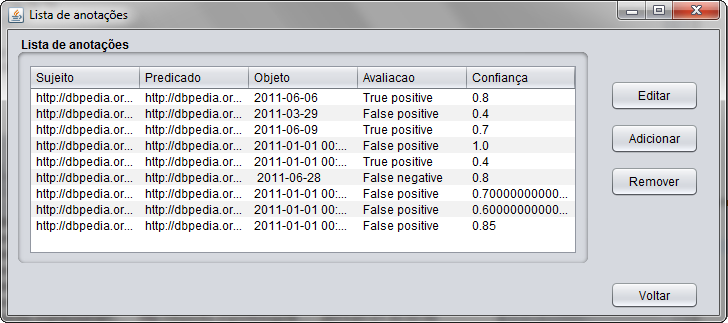 Lista de anotações
Lista de anotações
Sujeito Predicado Objeto Avaliacao Confiança
http://dbpedia.or... http://dbpedia.or... 2011-06-06 True positive 0.8
http://dbpedia.or... http://dbpedia.or... 2011-03-29 False positive 0.4
http://dbpedia.or... http://dbpedia.or... 2011-06-09 True positive 0.7
http://dbpedia.or... http://dbpedia.or... 2011-01-01 00:... False positive 1.0
http://dbpedia.or... http://dbpedia.or... 2011-01-01 00:... True positive 0.4
http://dbpedia.or... http://dbpedia.or... 2011-06-28 False negative 0.8
http://dbpedia.or... http://dbpedia.or... 2011-01-01 00:... False positive 0.70000000000...
http://dbpedia.or... http://dbpedia.or... 2011-01-01 00:... False positive 0.60000000000...
http://dbpedia.or... http://dbpedia.or... 2011-01-01 00:... False positive 0.85
Editar
Adicionar
Remover
Voltar